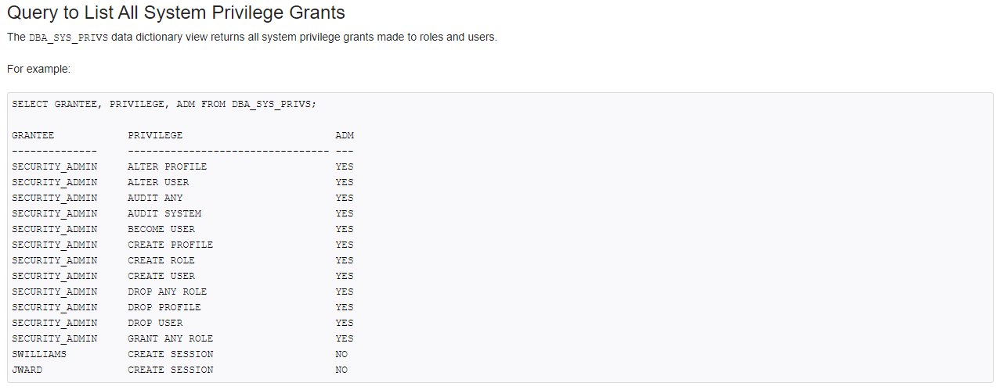 Query to List All System Privilege Grants
The DBA_SYS_PRIVS data dictionary view returns all system privilege grants made to roles and users.
For example:
SELECT GRANTEE, PRIVILEGE, ADM FROM DBA_SYS_PRIVS;
GRANTEE            PRIVILEGE                         ADM
--------------     --------------------------------- ---
SECURITY_ADMIN     ALTER PROFILE                     YES
SECURITY_ADMIN     ALTER USER                        YES
SECURITY_ADMIN     AUDIT ANY                         YES
SECURITY_ADMIN     AUDIT SYSTEM                      YES
SECURITY_ADMIN     BECOME USER                       YES
SECURITY_ADMIN     CREATE PROFILE                    YES
SECURITY_ADMIN     CREATE ROLE                       YES
SECURITY_ADMIN     CREATE USER                       YES
SECURITY_ADMIN     DROP ANY ROLE                     YES
SECURITY_ADMIN     DROP PROFILE                      YES
SECURITY_ADMIN     DROP USER                         YES
SECURITY_ADMIN     GRANT ANY ROLE                    YES
SWILLIAMS          CREATE SESSION                    NO
JWARD              CREATE SESSION                    NO